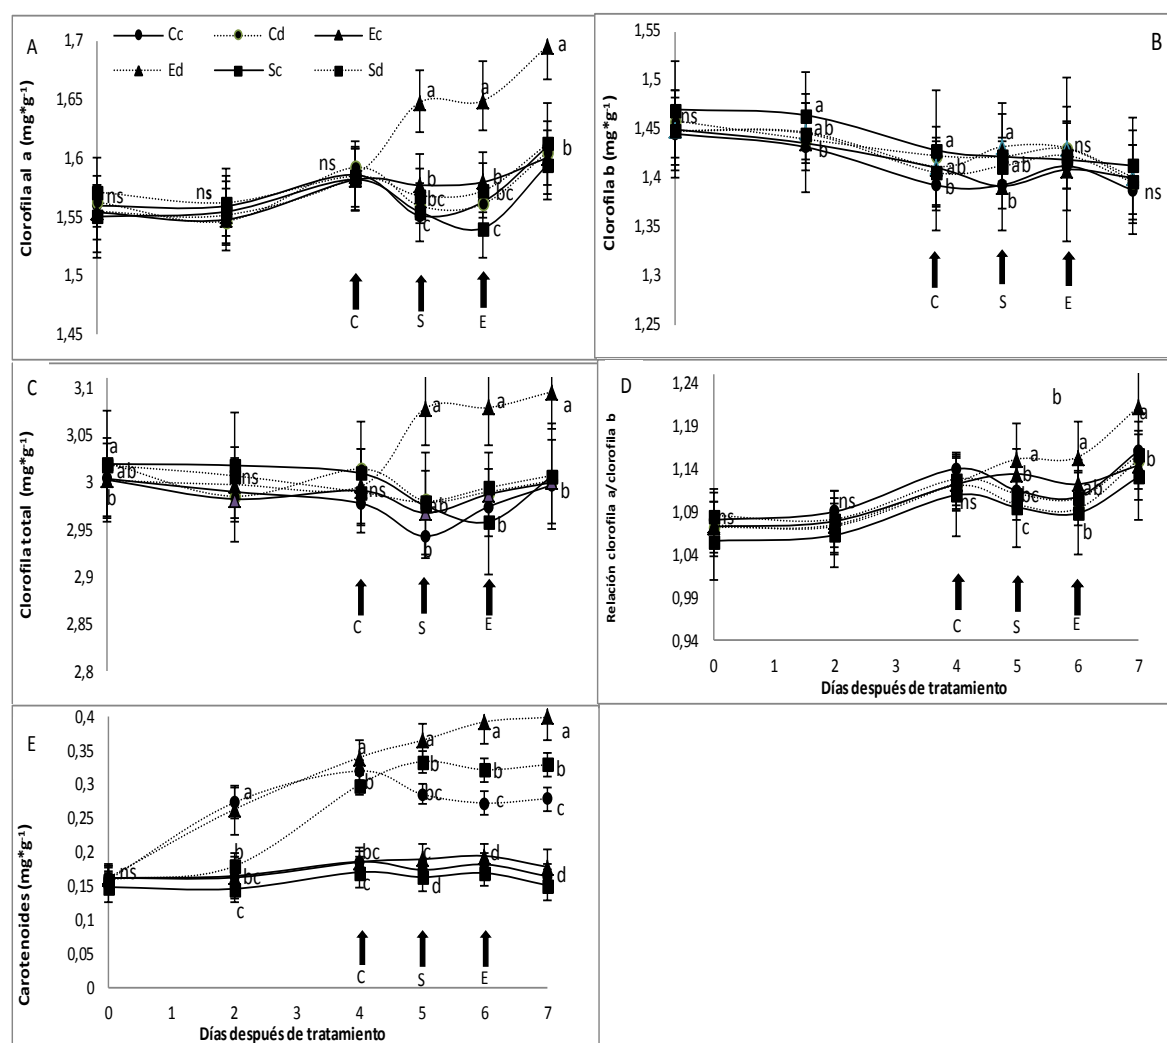 A
Cc Cd Ec
Ed Sc Sd
Clorofila al a (mg*g-1)
1,7
1,65
1,6
1,55
1,5
1,45
ns
ns
ns
a
a
a
b
b
b
bc
bc
c
c
C
S
E
B
Clorofila b (mg*g-1)
1,55
1,5
1,45
1,4
1,35
1,3
1,25
ns
a
ab
b
a
ab
b
a
ab
b
ns
ns
C
S
E
C
Clorofila total (mg*g-1)
3,1
3,05
3
2,95
2,9
2,85
2,8
a
ab
b
ns
ns
a
ab
b
a
b
a
b
C
S
E
D
Relación clorofila a/clorofila b
1,24
1,19
1,14
1,09
1,04
0,99
0,94
b
ns
ns
ns
a
b
bc
c
a
ab
b
a
b
C
S
E
0 1 2 3 4 5 6 7
Días después de tratamiento
E
Carotenoides (mg*g-1)
0,4
0,35
0,3
0,25
0,2
0,15
0,1
0,05
0
ns
a
b
bc
c
a
b
bc
c
a
b
bc
c
d
a
b
c
d
a
b
c
d
C
S
E
0 1 2 3 4 5 6 7
Días después de tratamiento